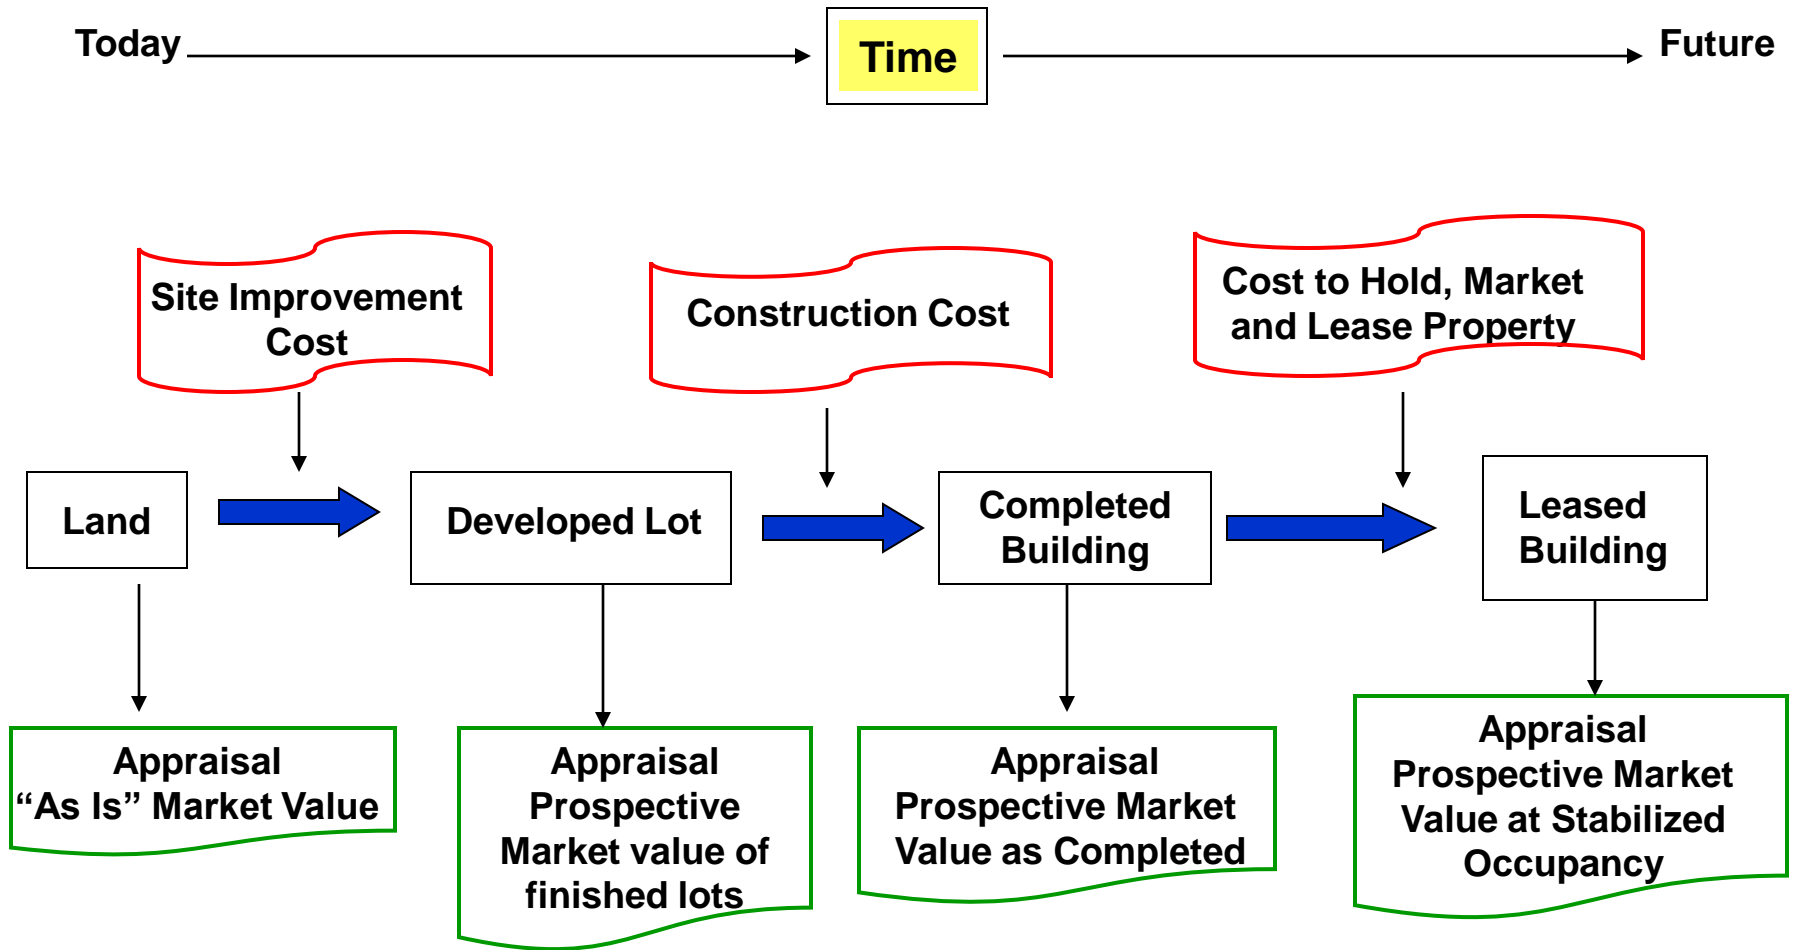 Today
Time
Future
Site Improvement
Cost
Construction Cost
Cost to Hold, Market
and Lease Property
Land
Developed Lot
Completed
Building
Leased
Building
Appraisal
“As Is” Market Value
Appraisal
Prospective
Market value of
finished lots
Appraisal
Prospective Market
Value as Completed
Appraisal
Prospective Market
Value at Stabilized
Occupancy